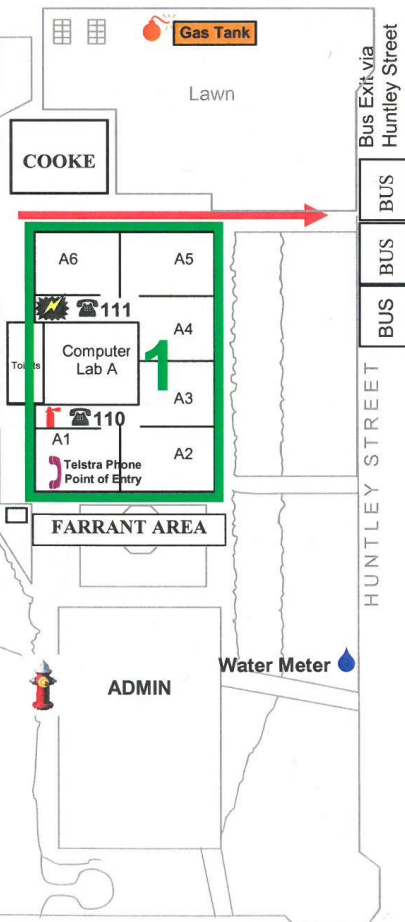 Gas Tank
Lawn
Bus Exit via
Huntley Street
COOKE
BUS
BUS
BUS
A6
A5
111
A4
Computer
Lab A
1
Toilets
A3
110
A1
A2
Telstra Phone
Point of Entry
FARRANT AREA
HUNTLEY STREET
Water Meter
ADMIN